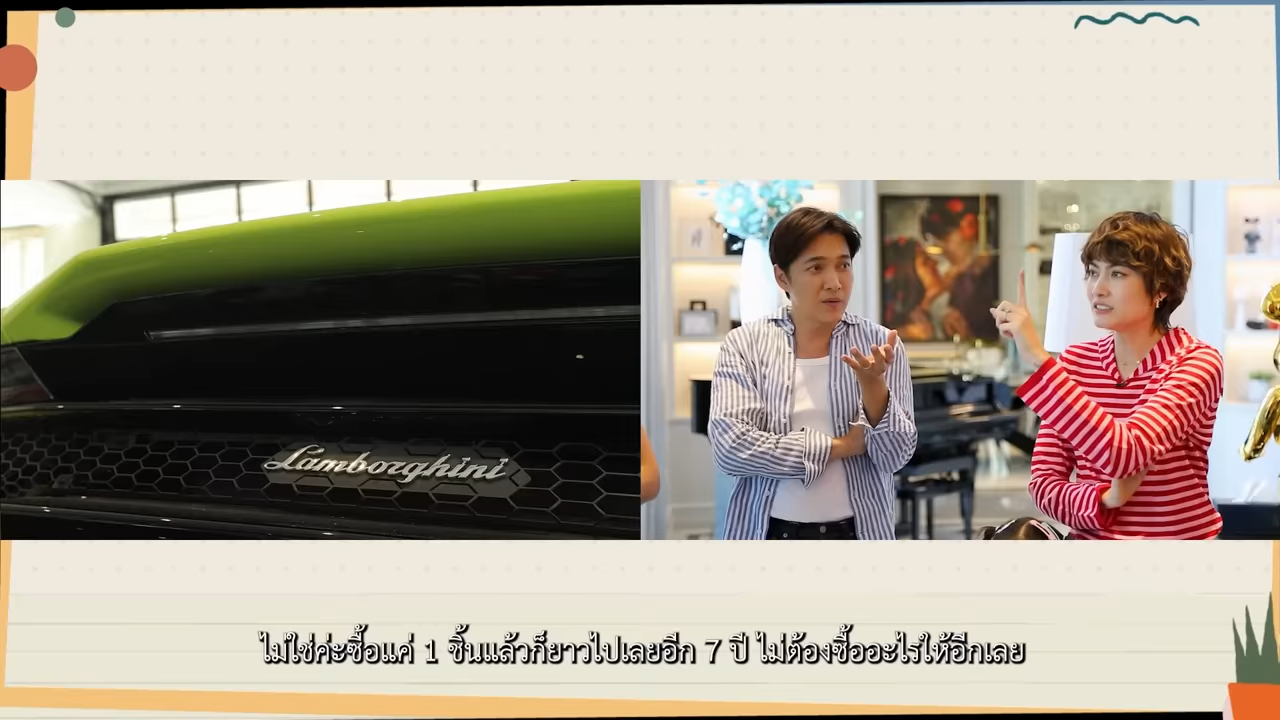 Lamborghini
ไม่ใช่ค่ะซื้อแค่ 1 ชิ้นแล้วก็ยาวไปเลยอีก 7 ปี ไม่ต้องซื้ออะไรให้อีกเลย